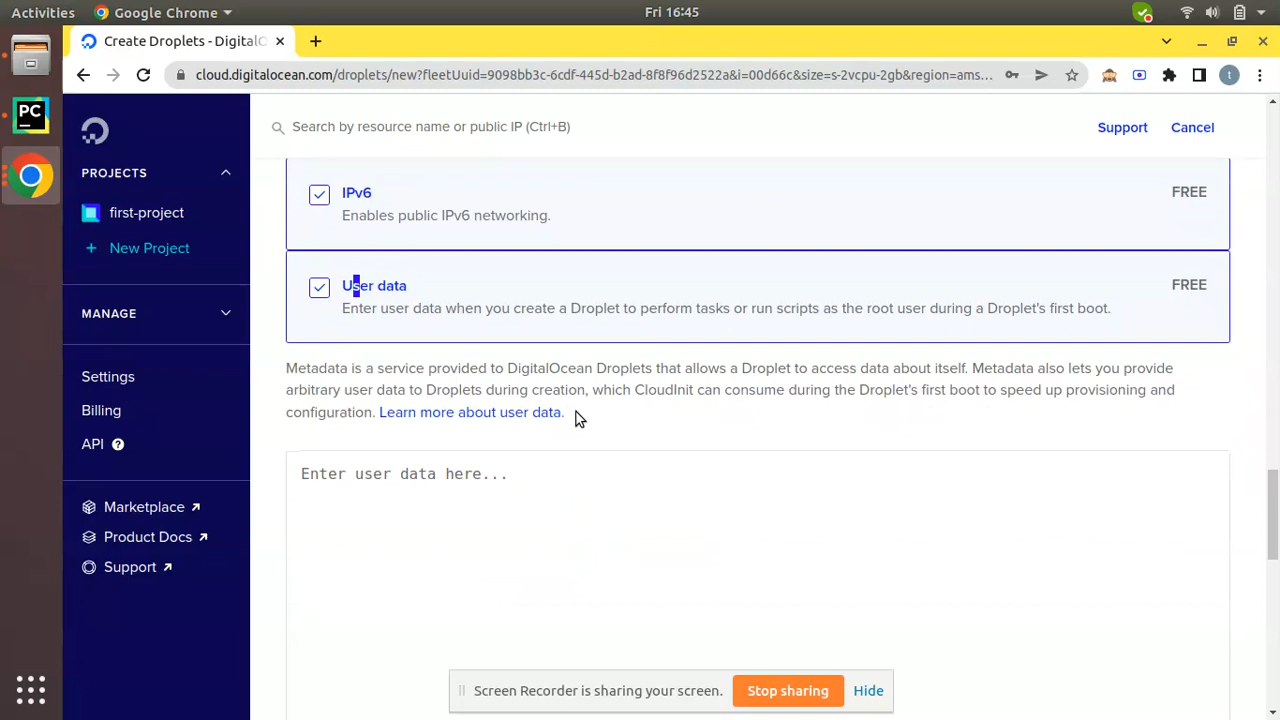 Activities
Google Chrome
Fri 16:45
Create Droplets - DigitalO
cloud.digitalocean.com/droplets/new?fleetUuid=9098bb3c-6cdf-445d-b2ad-8f8f96d2522a&i=00d66c&size=s-2vcpu-2gb&region=ams...
t
PC
Search by resource name or public IP (Ctrl+B)
Support
Cancel
PROJECTS
first-project
+ New Project
MANAGE
Settings
Billing
API ?
Marketplace
Product Docs
Support
IPv6
FREE
Enables public IPv6 networking.
User data
FREE
Enter user data when you create a Droplet to perform tasks or run scripts as the root user during a Droplet's first boot.
Metadata is a service provided to DigitalOcean Droplets that allows a Droplet to access data about itself. Metadata also lets you provide
arbitrary user data to Droplets during creation, which CloudInit can consume during the Droplet's first boot to speed up provisioning and
configuration. Learn more about user data.
Enter user data here...
Screen Recorder is sharing your screen.
Stop sharing
Hide